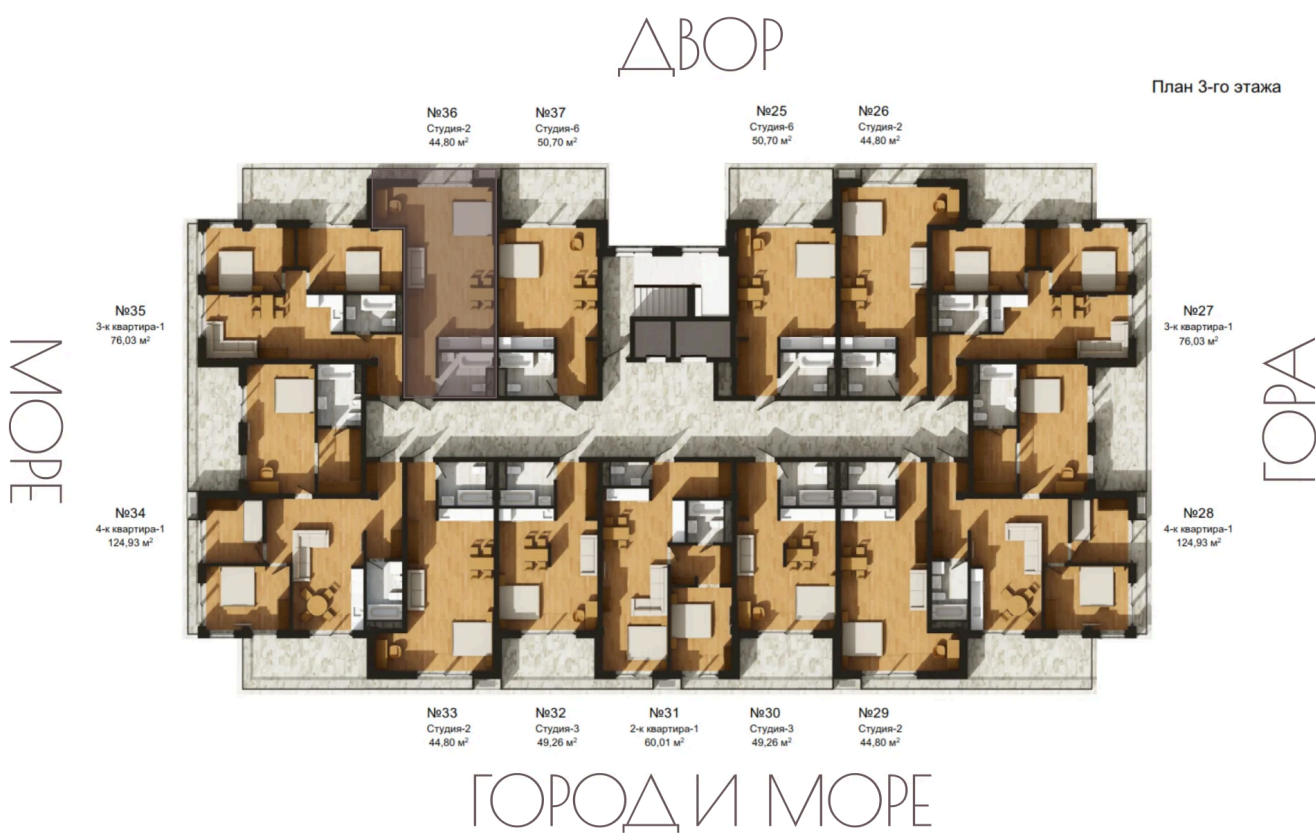 ДВОР
План 3-го этажа
№36
Студия-2
44,80 м²
№37
Студия-6
50,70 м²
№25
Студия-6
50,70 м²
№26
Студия-2
44,80 м²
№35
3-к квартира-1
76,03 м²
№27
3-к квартира-1
76,03 м²
МОРЕ
ГОРА
№34
4-к квартира-1
124,93 м²
№28
4-к квартира-1
124,93 м²
№33
Студия-2
44,80 м²
№32
Студия-3
49,26 м²
№31
2-к квартира-1
60,01 м²
№30
Студия-3
49,26 м²
№29
Студия-2
44,80 м²
ГОРОД И МОРЕ